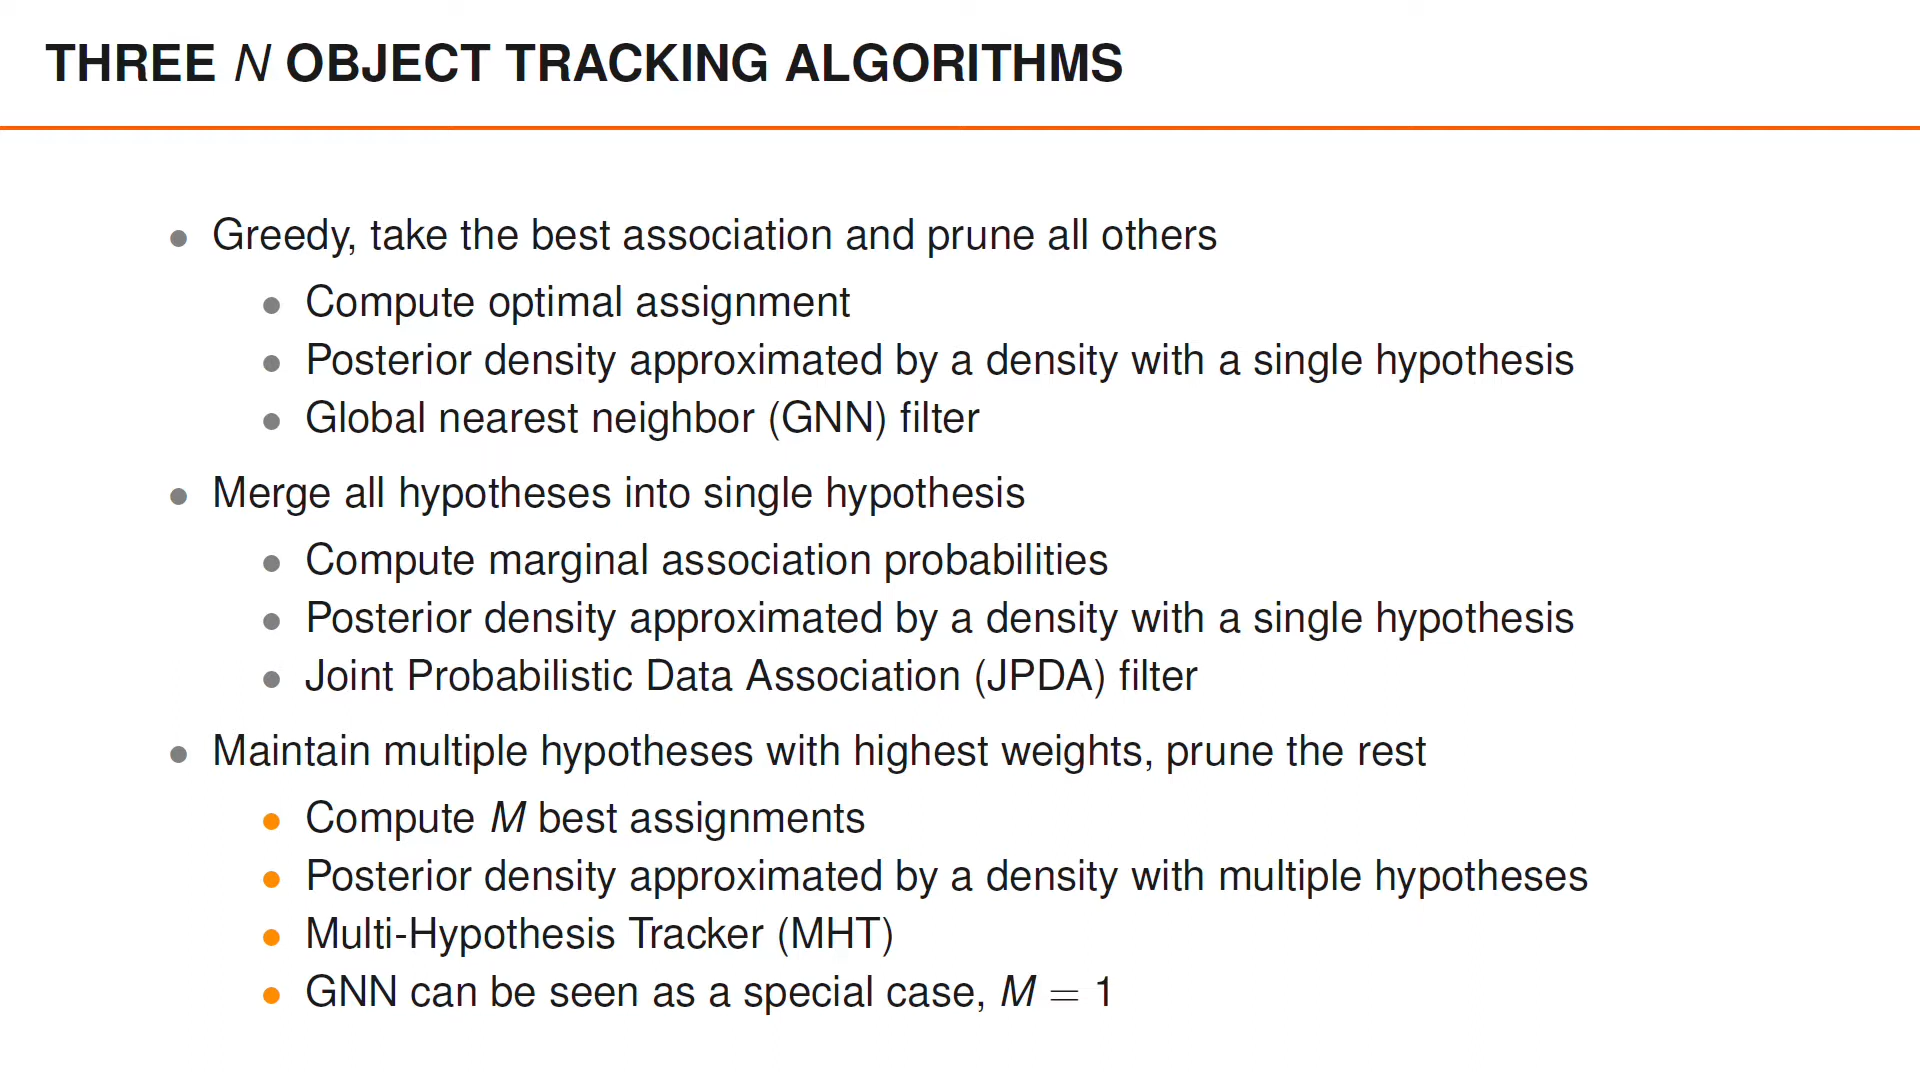 THREE N OBJECT TRACKING ALGORITHMS
• Greedy, take the best association and prune all others
• Compute optimal assignment
• Posterior density approximated by a density with a single hypothesis
• Global nearest neighbor (GNN) filter
• Merge all hypotheses into single hypothesis
• Compute marginal association probabilities
• Posterior density approximated by a density with a single hypothesis
• Joint Probabilistic Data Association (JPDA) filter
• Maintain multiple hypotheses with highest weights, prune the rest
• Compute M best assignments
• Posterior density approximated by a density with multiple hypotheses
• Multi-Hypothesis Tracker (MHT)
• GNN can be seen as a special case, M = 1